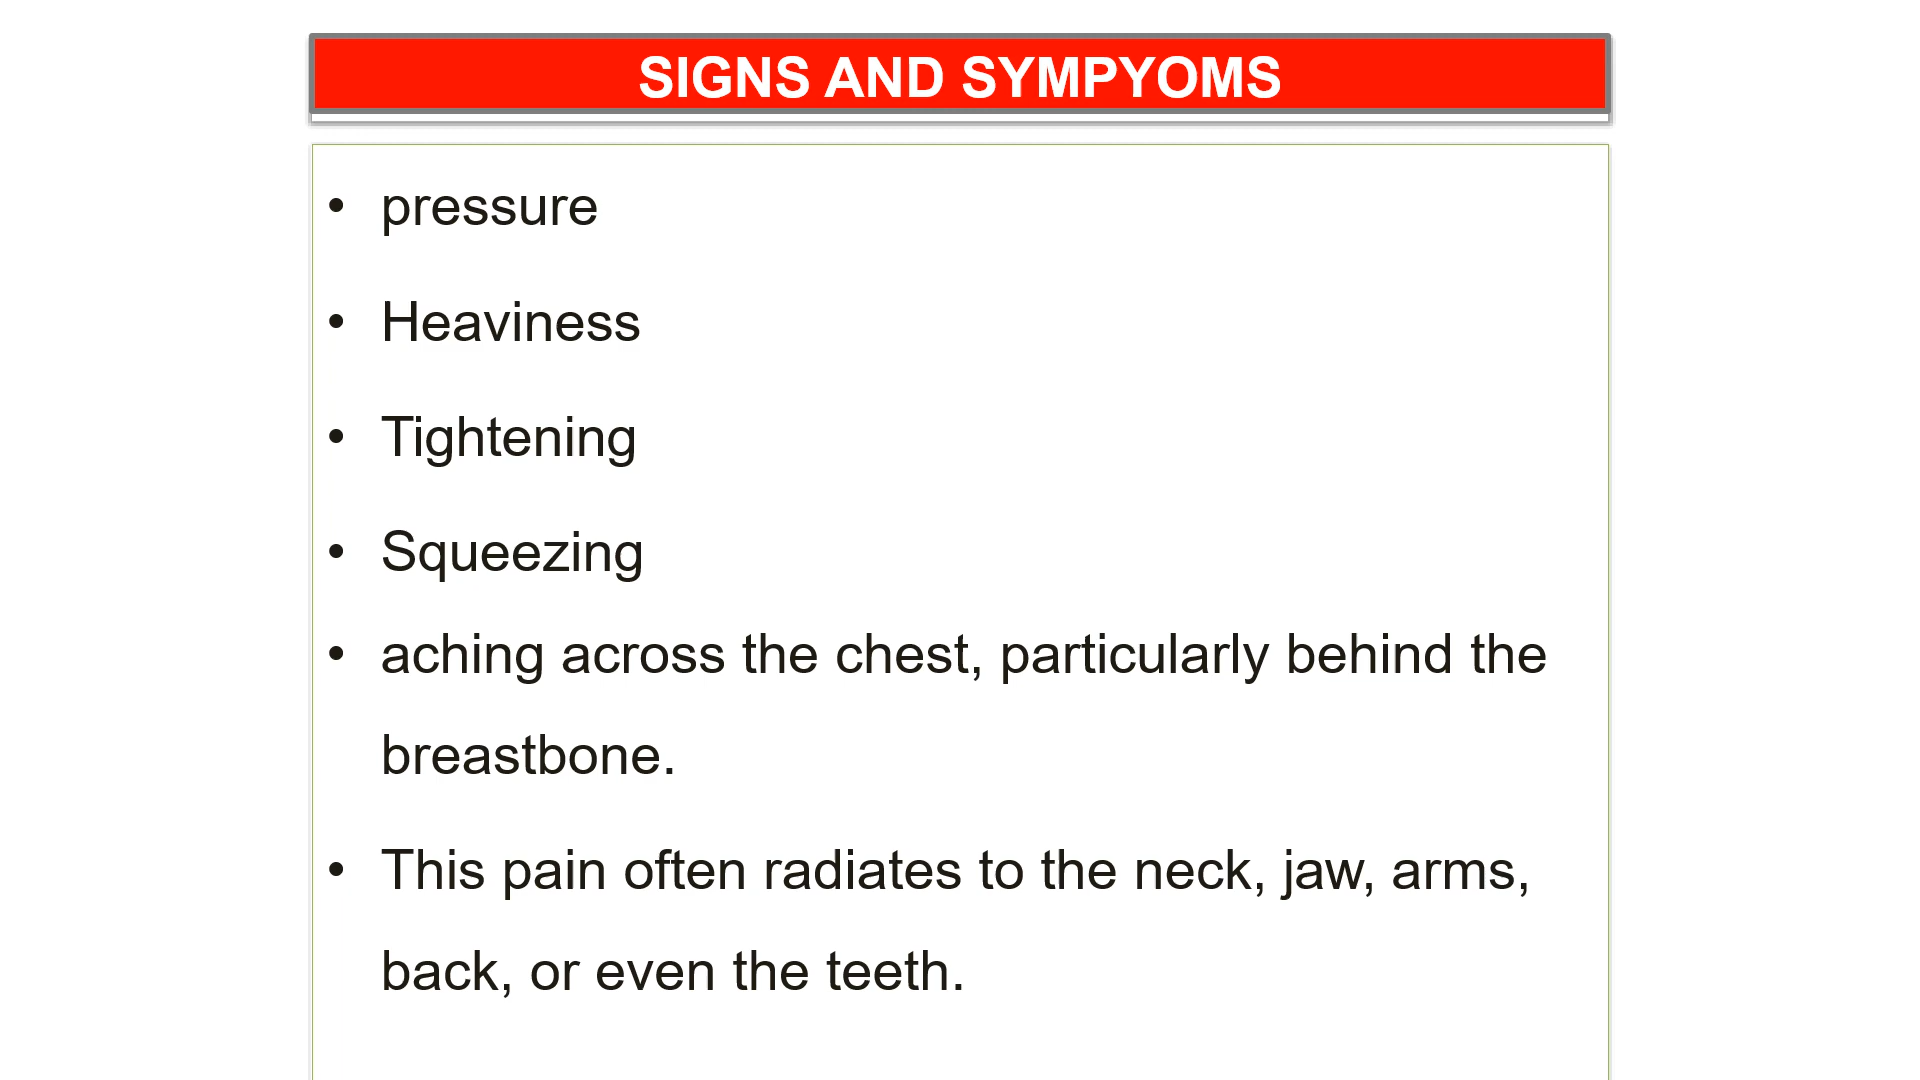 SIGNS AND SYMPYOMS
• pressure
• Heaviness
• Tightening
• Squeezing
• aching across the chest, particularly behind the
breastbone.
• This pain often radiates to the neck, jaw, arms,
back, or even the teeth.